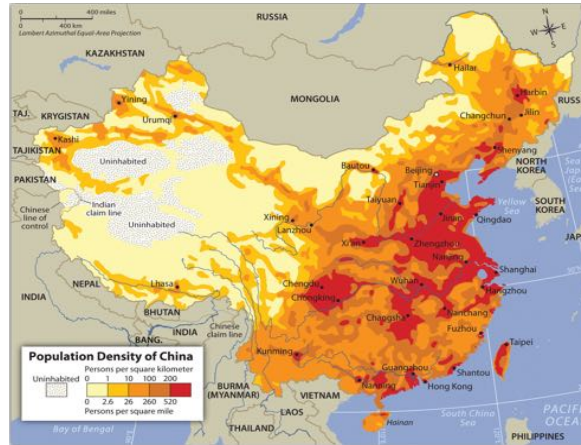 0 400 miles
0 400 km
Lambert Azimuthal Equal-Area Projection
RUSSIA
N
W E
S
KAZAKHSTAN
Hailar
MONGOLIA
Harbin
RUS
Yining
Changchun
Jilin
KRYGISTAN
Urumqi
TAJ.
Kashi
Shenyang
TAJIKISTAN
Uninhabited
Bautou
Beijing
NORTH
KOREA
PAKISTAN
Tianjin
Indian
claim line
Taiyuan
SOUTH
KOREA
Chinese
line of
control
Uninhabited
Xining
Jinan
Qingdao
Yellow
Sea
Lanzhou
JAP
Xi'an
Zhengzhou
Nanjing
Shanghai
NEPAL
Lhasa
Chengdu
Wuhan
Hangzhou
INDIA
BHUTAN
Chongking
Nanchang
Chinese
claim line
Changsha
BANG.
INDIA
Fuzhou
Taipei
Population Density of China
Persons per square kilometer
Uninhabited
0 1 10 100 200
0 2.6 26 260 520
Persons per square mile
Kunming
Guangzhou
Shantou
Nanning
Hong Kong
BURMA
(MYANMAR)
VIETNAM
LAOS
Hainan
South China
Sea
PACIFIC
Bay of Bengal
THAILAND
PHILIPPINES